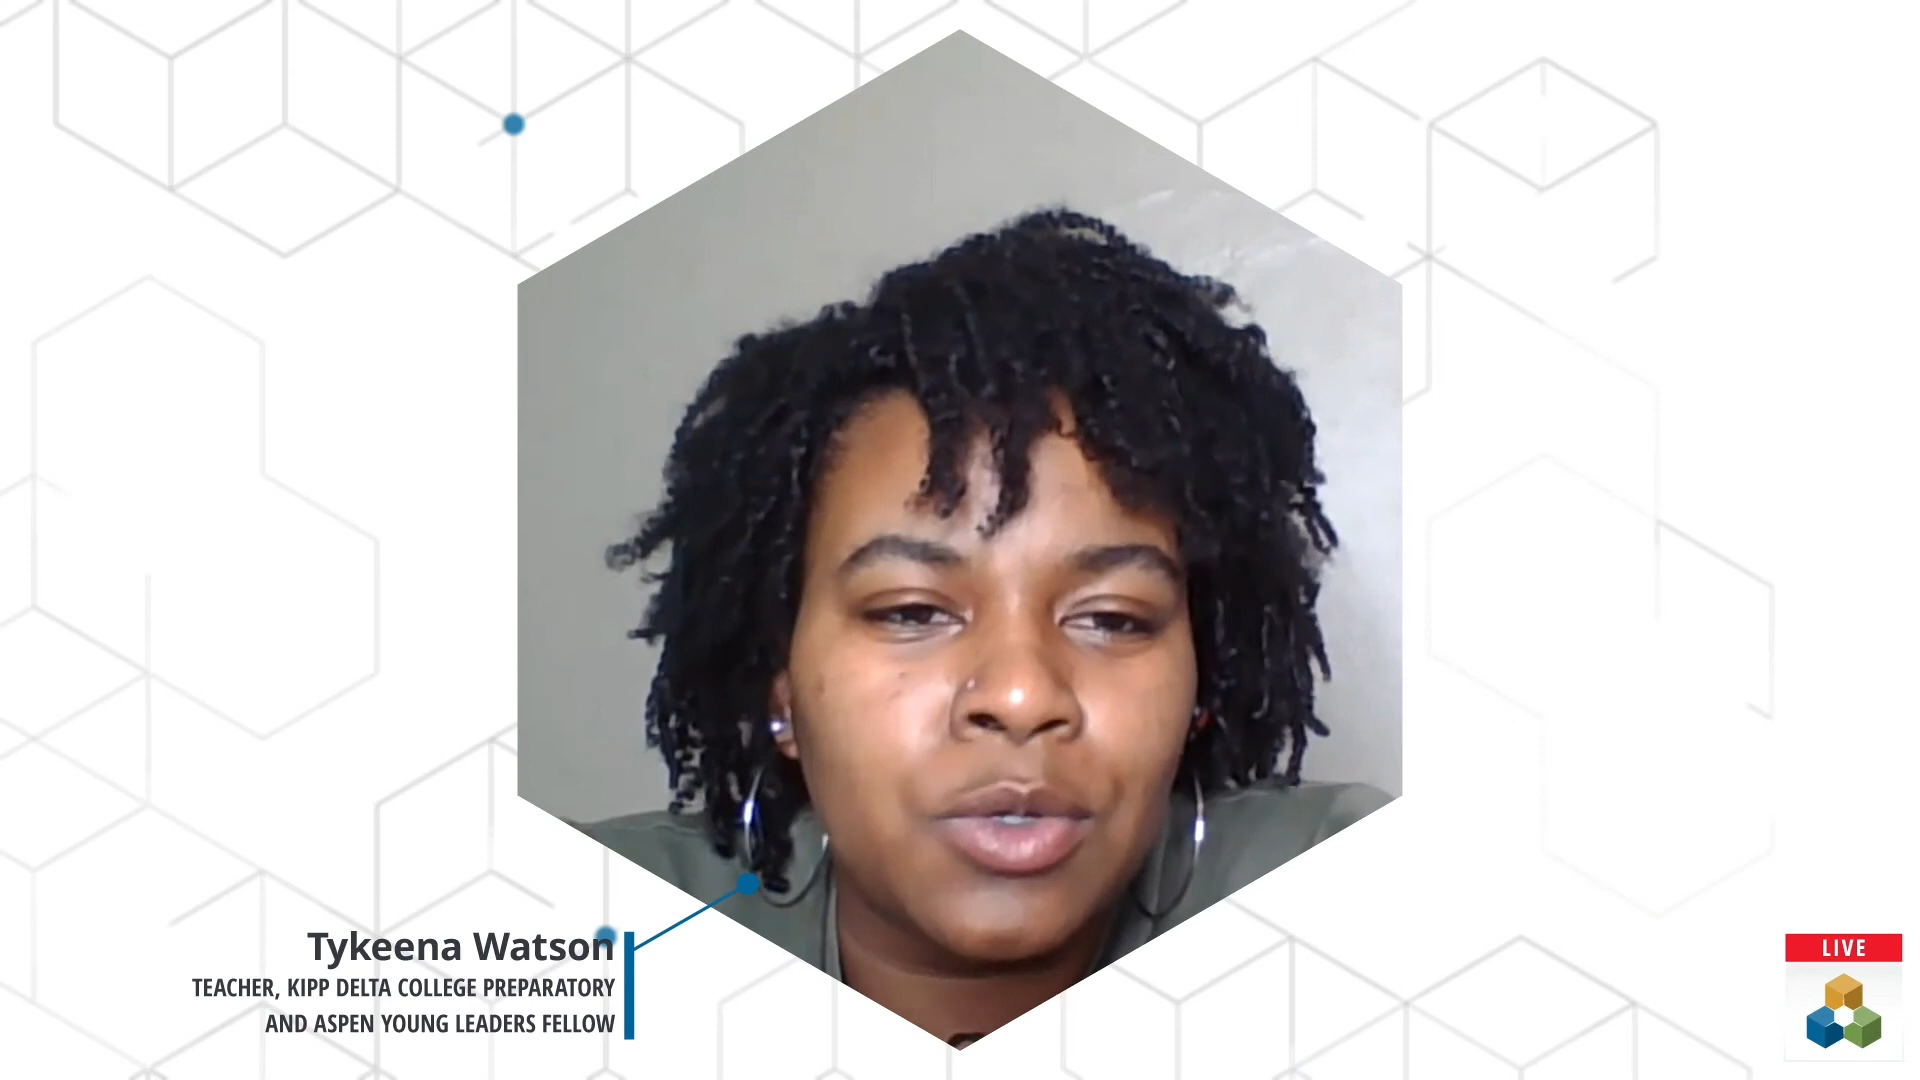 Tykeena Watson
TEACHER, KIPP DELTA COLLEGE PREPARATORY
AND ASPEN YOUNG LEADERS FELLOW
LIVE